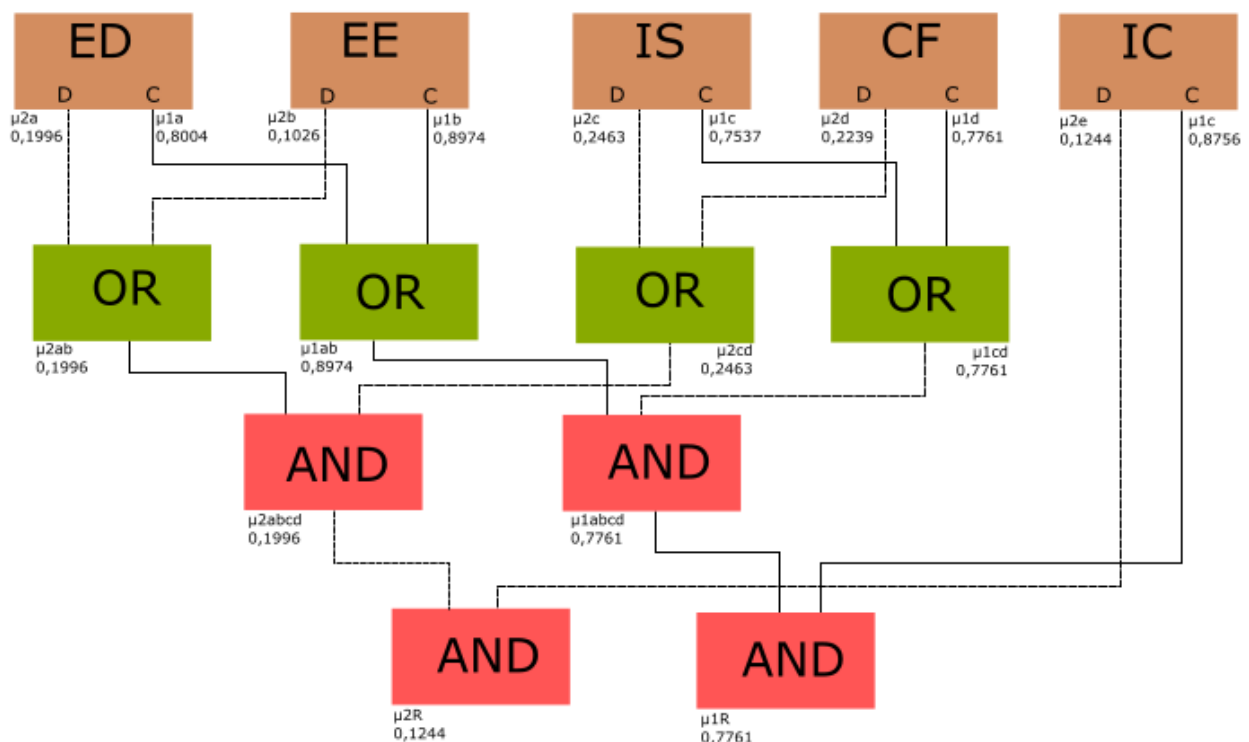 ED
EE
IS
CF
IC
D C
D C
D C
D C
D C
µ2a
0,1996
µ1a
0,8004
µ2b
0,1026
µ1b
0,8974
µ2c
0,2463
µ1c
0,7537
µ2d
0,2239
µ1d
0,7761
µ2e
0,1244
µ1c
0,8756
OR
OR
OR
OR
µ2ab
0,1996
µ1ab
0,8974
µ2cd
0,2463
µ1cd
0,7761
AND
AND
µ2abcd
0,1996
µ1abcd
0,7761
AND
AND
µ2R
0,1244
µ1R
0,7761